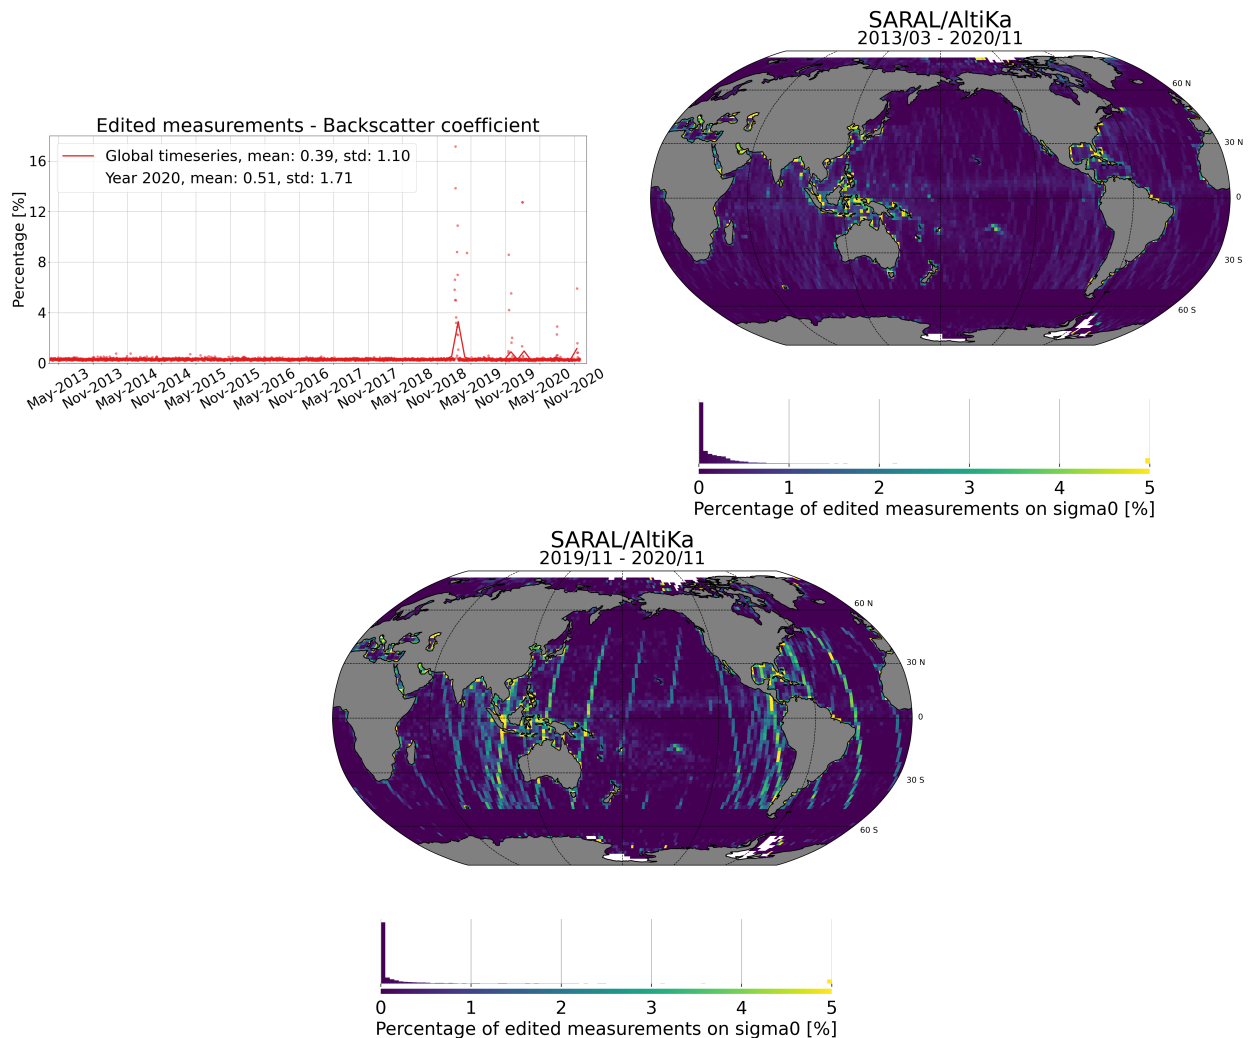 Edited measurements - Backscatter coefficient
Percentage [%]
16
12
8
4
0
Global timeseries, mean: 0.39, std: 1.10
Year 2020, mean: 0.51, std: 1.71
May-2013
Nov-2013
May-2014
Nov-2014
May-2015
Nov-2015
May-2016
Nov-2016
May-2017
Nov-2017
May-2018
Nov-2018
May-2019
Nov-2019
May-2020
Nov-2020
SARAL/AltiKa
2013/03 - 2020/11
60 N
30 N
0
30 S
60 S
0 1 2 3 4 5
Percentage of edited measurements on sigma0 [%]
SARAL/AltiKa
2019/11 - 2020/11
60 N
30 N
0
30 S
60 S
0 1 2 3 4 5
Percentage of edited measurements on sigma0 [%]